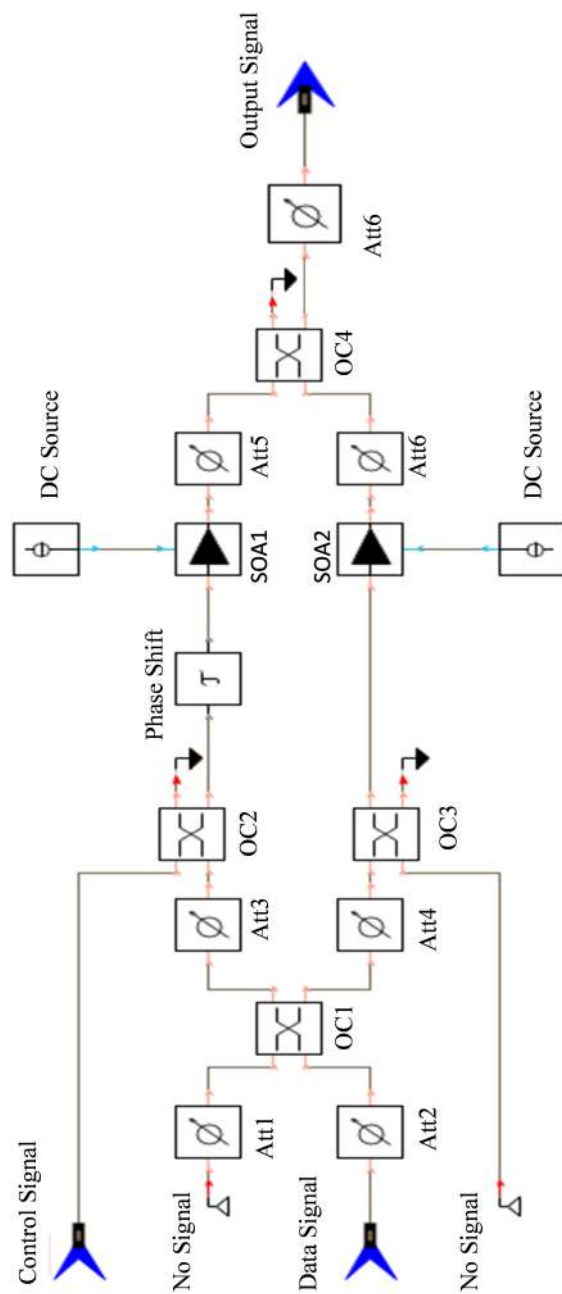 Control Signal
No Signal
Data Signal
No Signal
Att1
Att2
OC1
Att3
Att4
OC2
OC3
Phase Shift
SOA1
SOA2
DC Source
DC Source
Att5
Att6
OC4
Att6
Output Signal
τ